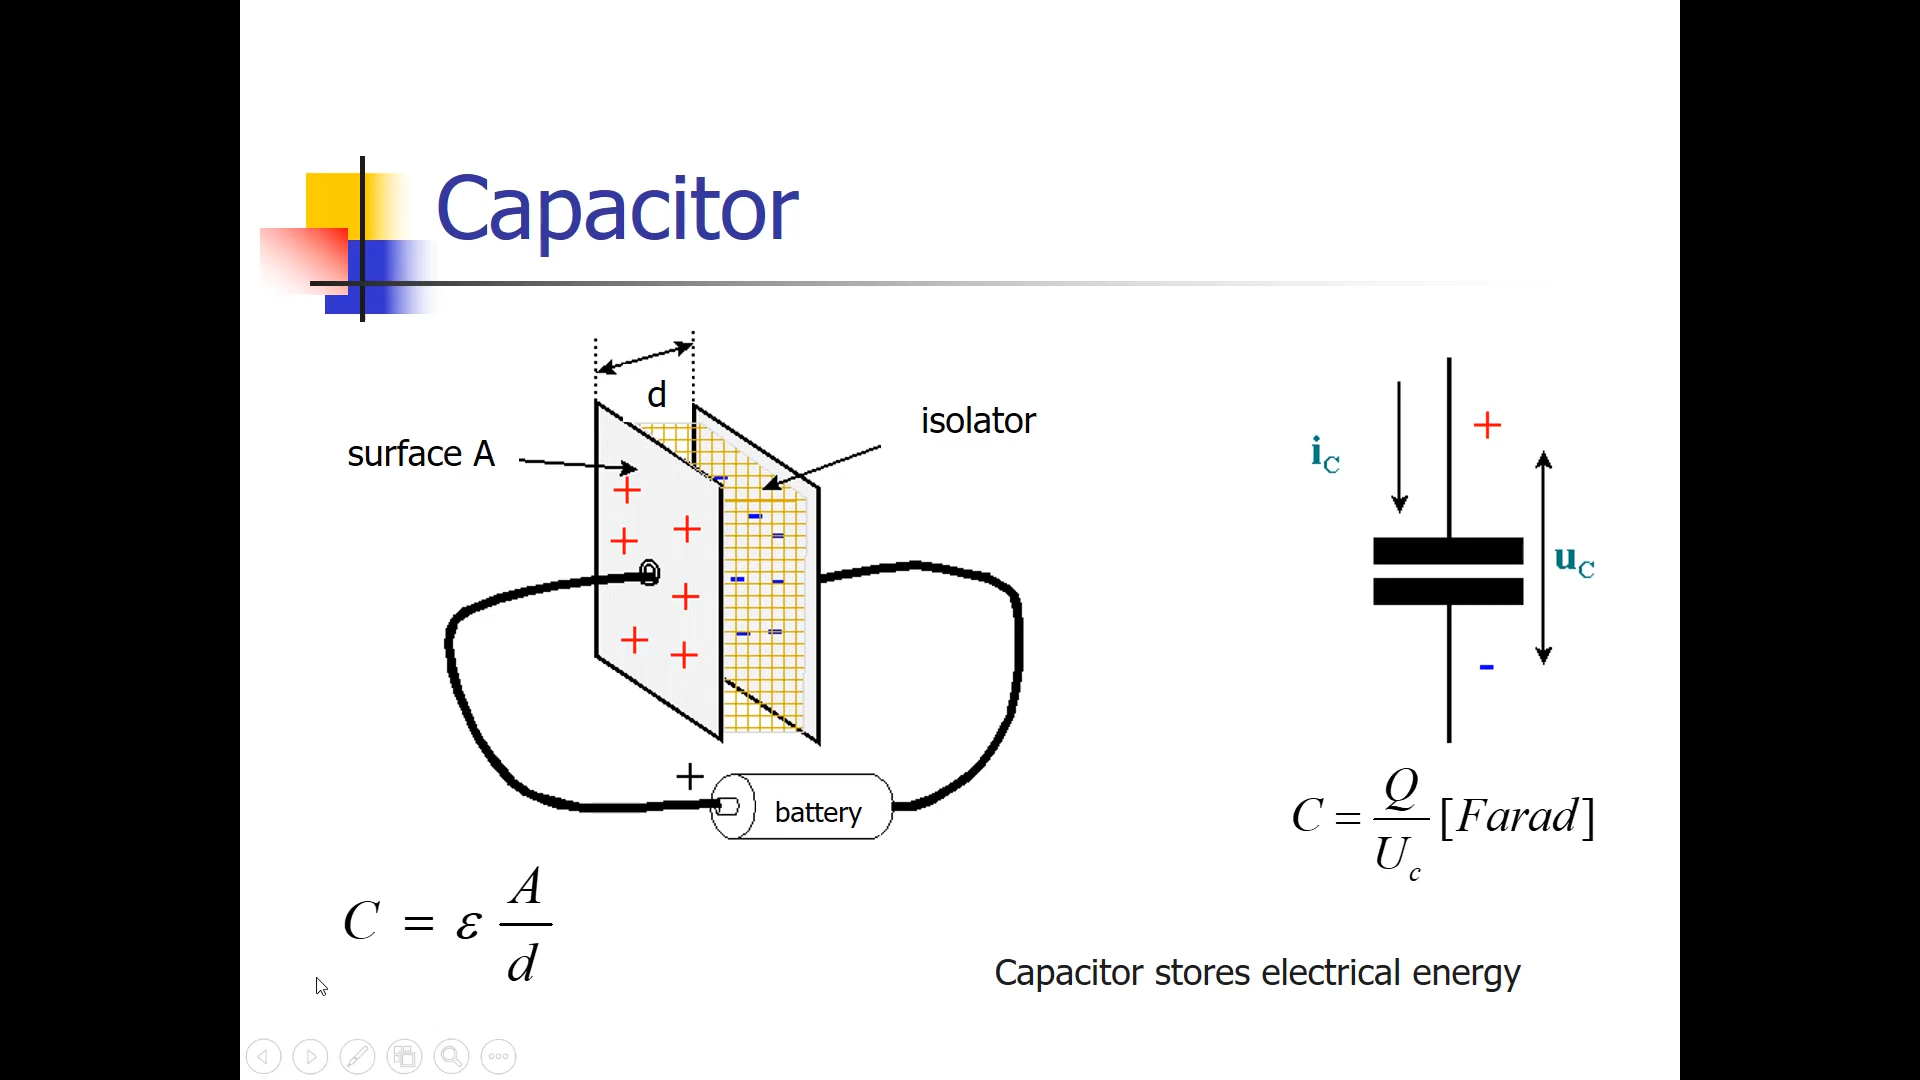 Capacitor
d
surface A
isolator
+
battery
i_C
+
u_C
-
C = Q / U_c [Farad]
C = ε A / d
Capacitor stores electrical energy